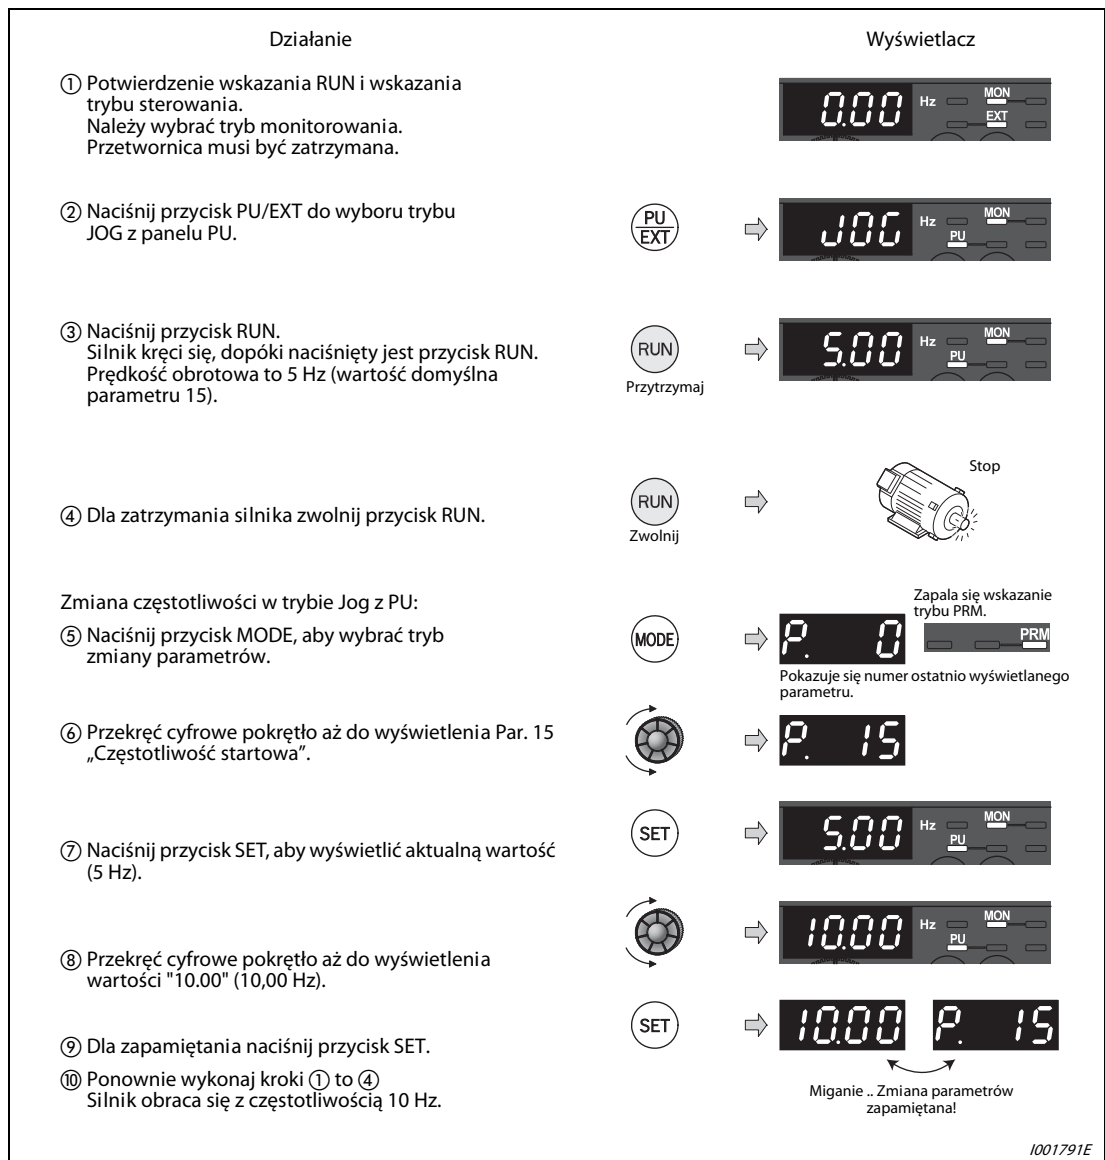 Działanie
Wyświetlacz
① Potwierdzenie wskazania RUN i wskazania
trybu sterowania.
Należy wybrać tryb monitorowania.
Przetwornica musi być zatrzymana.
0.00 Hz MON
EXT
② Naciśnij przycisk PU/EXT do wyboru trybu
JOG z panelu PU.
PU
EXT
JOG Hz MON
PU
③ Naciśnij przycisk RUN.
Silnik kręci się, dopóki naciśnięty jest przycisk RUN.
Prędkość obrotowa to 5 Hz (wartość domyślna
parametru 15).
RUN
Przytrzymaj
5.00 Hz MON
PU
④ Dla zatrzymania silnika zwolnij przycisk RUN.
RUN
Zwolnij
Stop
Zmiana częstotliwości w trybie Jog z PU:
⑤ Naciśnij przycisk MODE, aby wybrać tryb
zmiany parametrów.
MODE
P. 0
Zapala się wskazanie
trybu PRM.
PRM
Pokazuje się numer ostatnio wyświetlanego
parametru.
⑥ Przekręć cyfrowe pokrętło aż do wyświetlenia Par. 15
„Częstotliwość startowa”.
P. 15
⑦ Naciśnij przycisk SET, aby wyświetlić aktualną wartość
(5 Hz).
SET
5.00 Hz MON
PU
⑧ Przekręć cyfrowe pokrętło aż do wyświetlenia
wartości "10.00" (10,00 Hz).
10.00 Hz MON
PU
⑨ Dla zapamiętania naciśnij przycisk SET.
SET
10.00 P. 15
⑩ Ponownie wykonaj kroki ① to ④
Silnik obraca się z częstotliwością 10 Hz.
Miganie .. Zmiana parametrów
zapamiętana!
I001791E